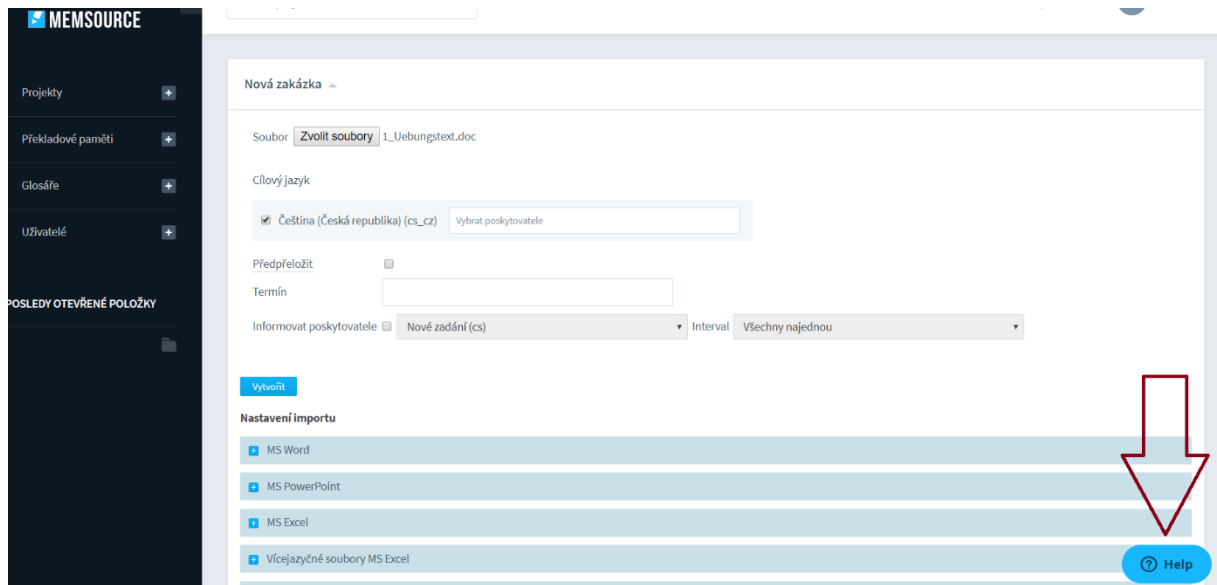 MEMSOURCE
Projekty
Překladové paměti
Glosáře
Uživatelé
POSLEDY OTEVŘENÉ POLOŽKY
Nová zakázka
Soubor Zvolit soubory 1_Uebungstext.doc
Cílový jazyk
Čeština (Česká republika) (cs_cz) Vybrat poskytovatele
Předpřeložit
Termín
Informovat poskytovatele Nové zadání (cs) Interval Všechny najednou
Vytvořit
Nastavení importu
MS Word
MS PowerPoint
MS Excel
Vícejazyčné soubory MS Excel
Help